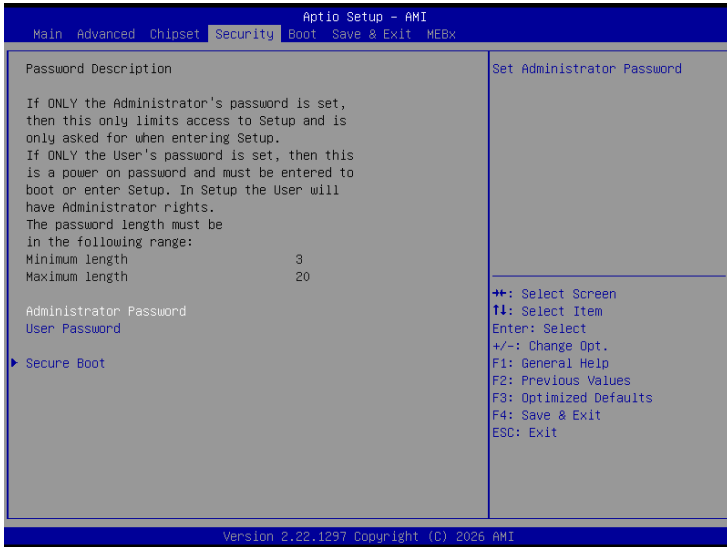 Aptio Setup – AMI
Main Advanced Chipset Security Boot Save & Exit MEBx
Password Description
If ONLY the Administrator's password is set,
then this only limits access to Setup and is
only asked for when entering Setup.
If ONLY the User's password is set, then this
is a power on password and must be entered to
boot or enter Setup. In Setup the User will
have Administrator rights.
The password length must be
in the following range:
Minimum length 3
Maximum length 20
Administrator Password
User Password
Secure Boot
Set Administrator Password
→←: Select Screen
↑↓: Select Item
Enter: Select
+/-: Change Opt.
F1: General Help
F2: Previous Values
F3: Optimized Defaults
F4: Save & Exit
ESC: Exit
Version 2.22.1297 Copyright (C) 2026 AMI